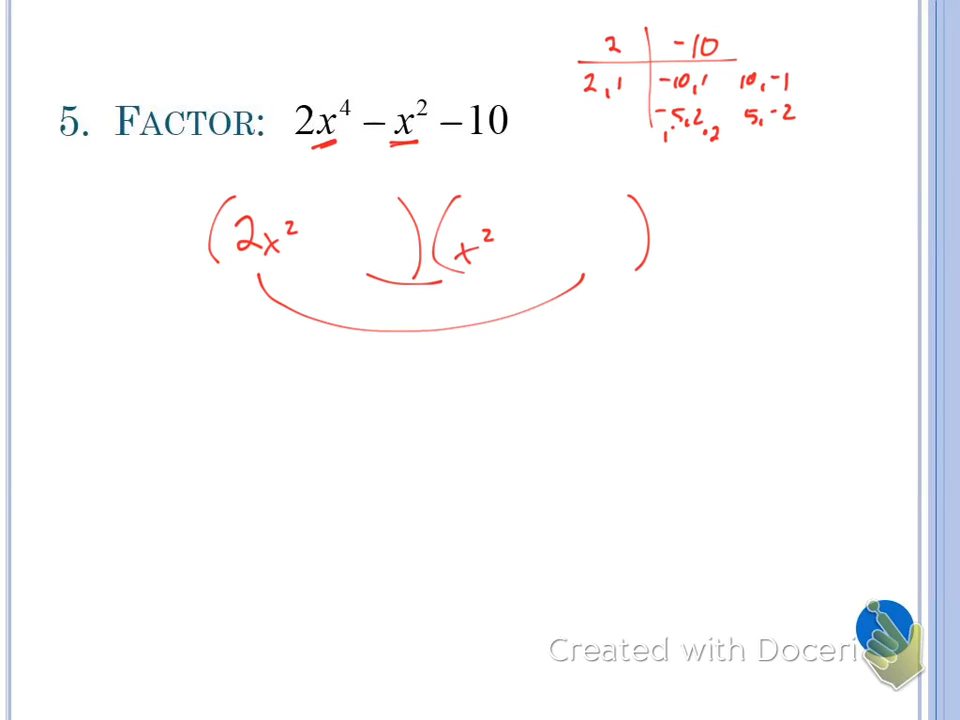 2 | -10
2, 1 | -10, 1 10, -1
-5, 2 5, -2
1 2
5. FACTOR: 2x⁴ − x² − 10
(2x² )(x² )
Created with Doceri